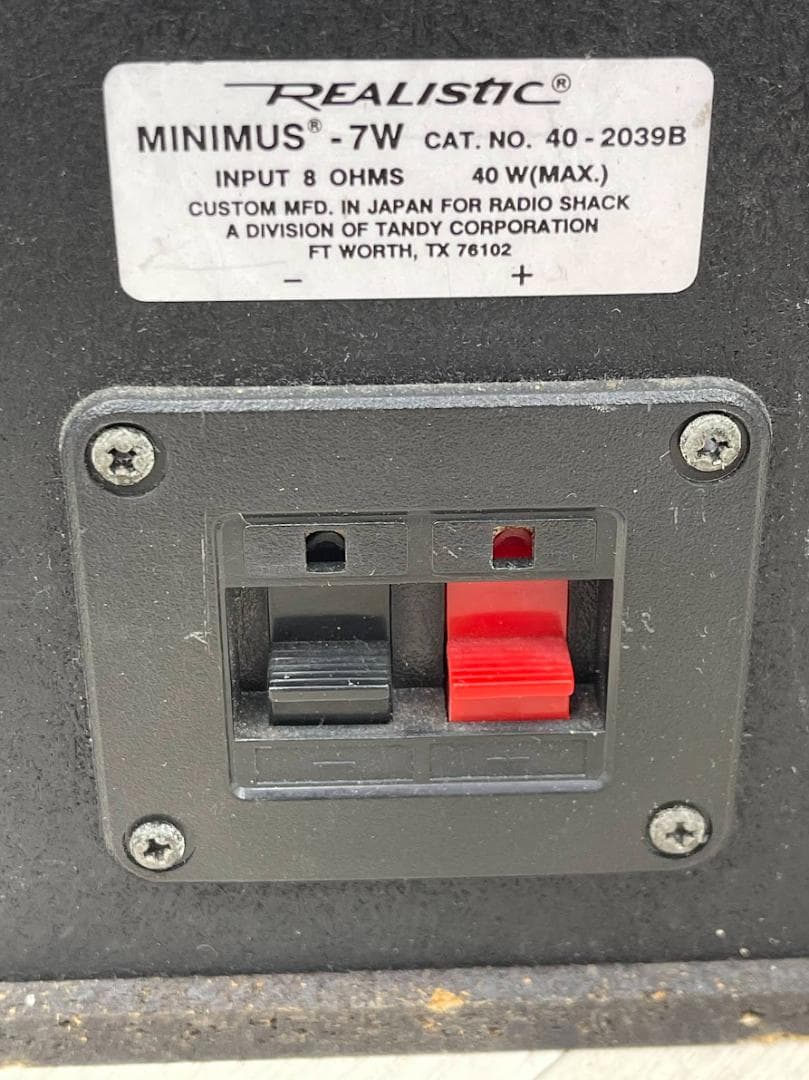 REALISTIC®
MINIMUS® - 7W CAT. NO. 40 - 2039B
INPUT 8 OHMS 40 W(MAX.)
CUSTOM MFD. IN JAPAN FOR RADIO SHACK
A DIVISION OF TANDY CORPORATION
FT WORTH, TX 76102
− +
− +